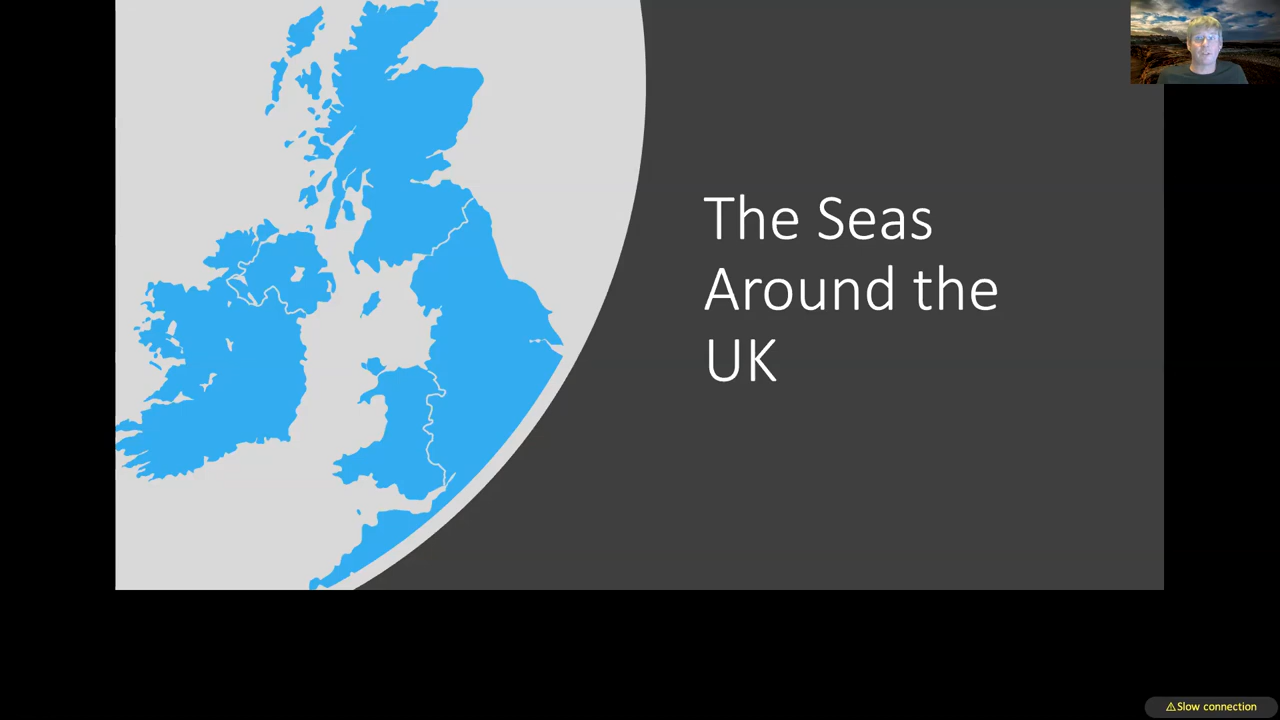 The Seas
Around the
UK
⚠Slow connection